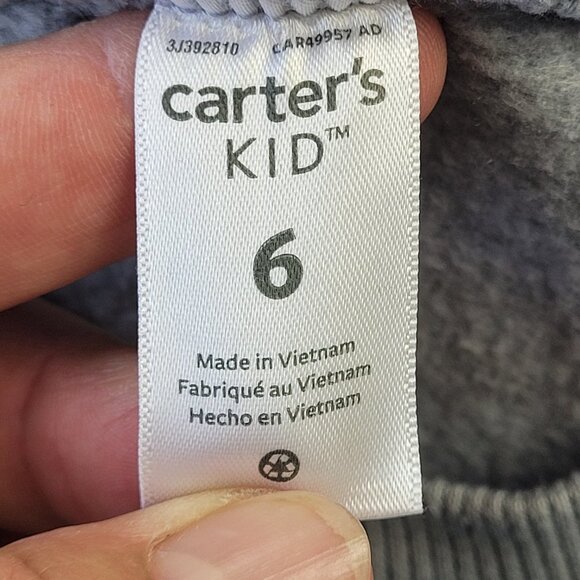 3J392810 CAR49957 AD
carter's
KID™
6
Made in Vietnam
Fabriqué au Vietnam
Hecho en Vietnam